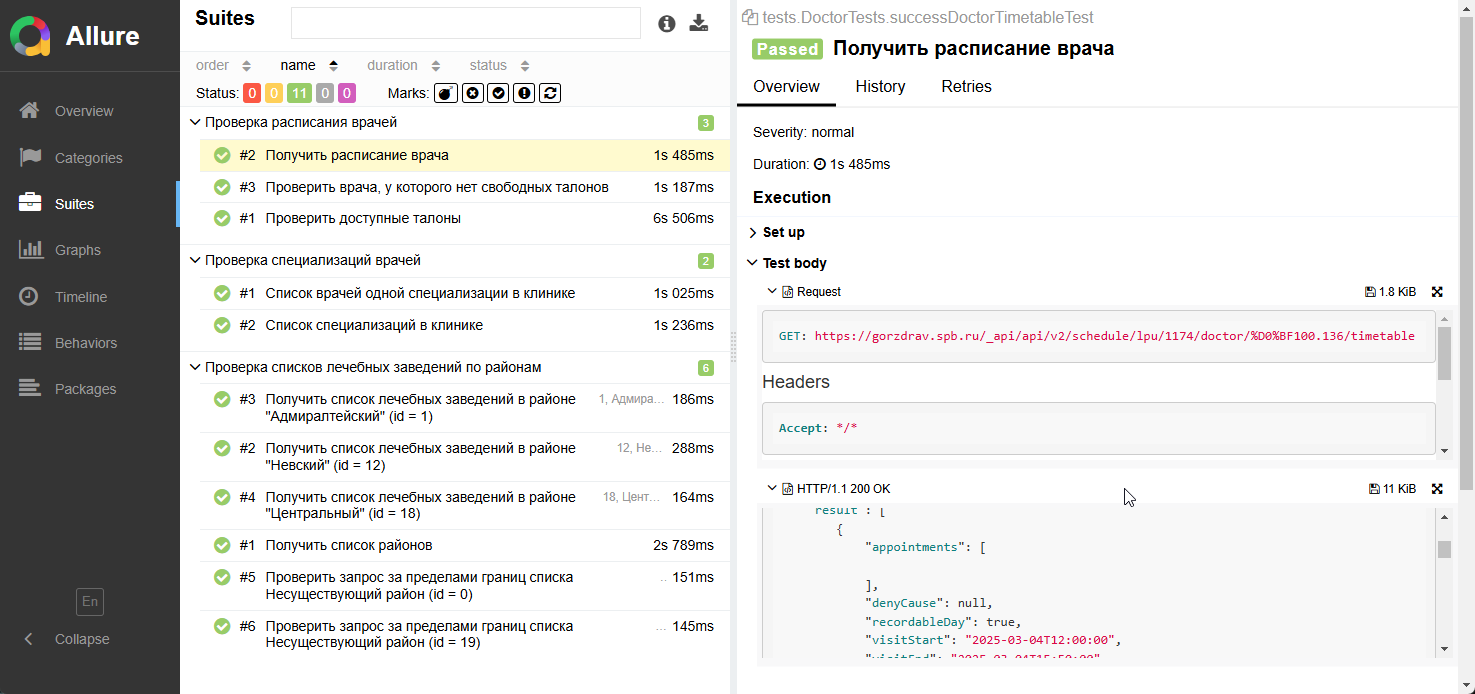 Allure
Overview
Categories
Suites
Graphs
Timeline
Behaviors
Packages
En
Collapse
Suites
order name duration status
Status: 0 0 11 0 0 Marks:
Проверка расписания врачей 3
#2 Получить расписание врача 1s 485ms
#3 Проверить врача, у которого нет свободных талонов 1s 187ms
#1 Проверить доступные талоны 6s 506ms
Проверка специализаций врачей 2
#1 Список врачей одной специализации в клинике 1s 025ms
#2 Список специализаций в клинике 1s 236ms
Проверка списков лечебных заведений по районам 6
#3 Получить список лечебных заведений в районе 1, Адмира... 186ms
"Адмиралтейский" (id = 1)
#2 Получить список лечебных заведений в районе 12, Не... 288ms
"Невский" (id = 12)
#4 Получить список лечебных заведений в районе 18, Цент... 164ms
"Центральный" (id = 18)
#1 Получить список районов 2s 789ms
#5 Проверить запрос за пределами границ списка .. 151ms
Несуществующий район (id = 0)
#6 Проверить запрос за пределами границ списка ... 145ms
Несуществующий район (id = 19)
tests.DoctorTests.successDoctorTimetableTest
Passed Получить расписание врача
Overview History Retries
Severity: normal
Duration: 1s 485ms
Execution
Set up
Test body
Request 1.8 KiB
GET: https://gorzdrav.spb.ru/_api/api/v2/schedule/lpu/1174/doctor/%D0%BF100.136/timetable
Headers
Accept: */*
HTTP/1.1 200 OK 11 KiB
result : [
{
"appointments": [
],
"denyCause": null,
"recordableDay": true,
"visitStart": "2025-03-04T12:00:00",